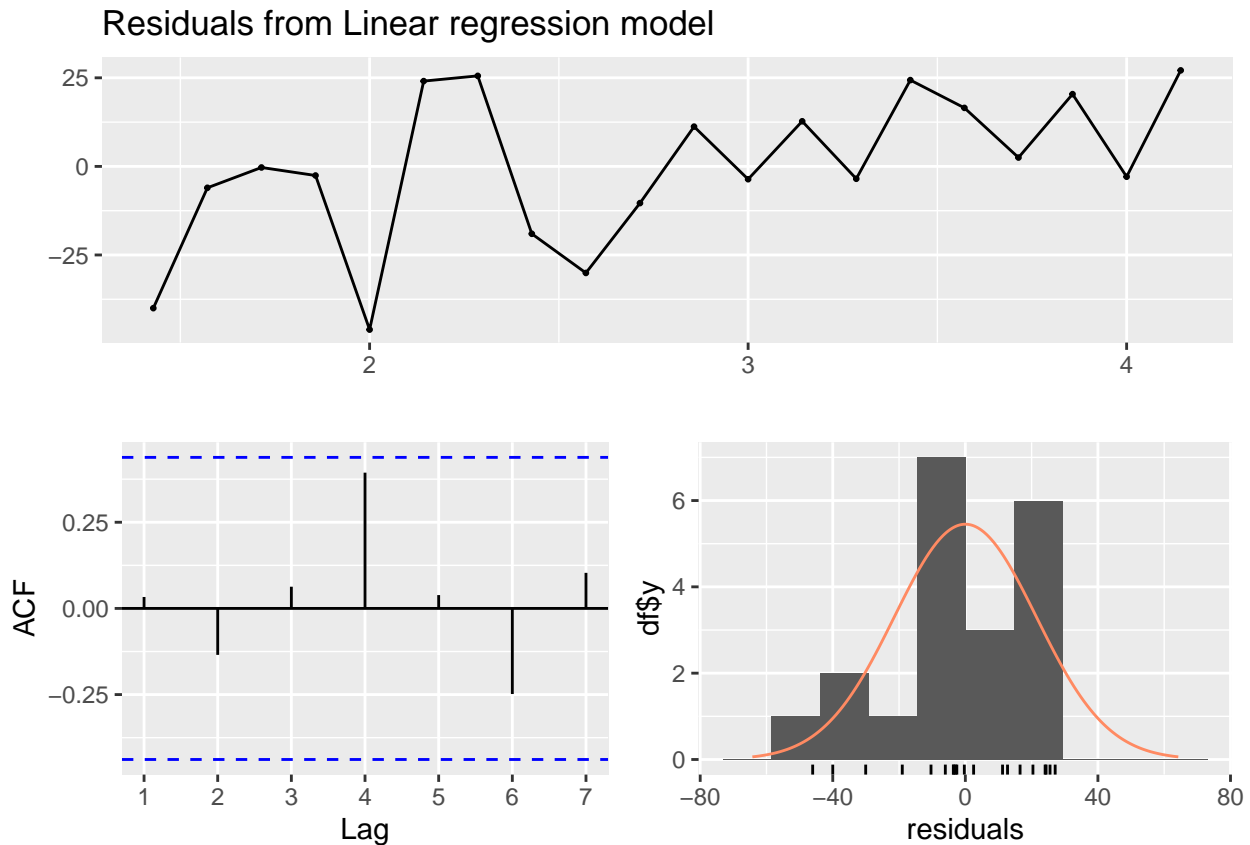 Residuals from Linear regression model
25
0
−25
2 3 4
0.25
0.00
−0.25
ACF
1 2 3 4 5 6 7
Lag
6
4
2
0
df$y
−80 −40 0 40 80
residuals